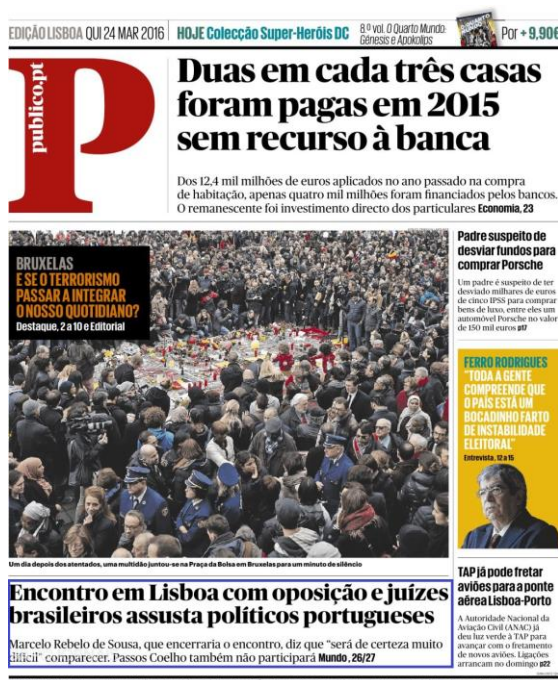 EDIÇÃO LISBOA QUI 24 MAR 2016
HOJE Colecção Super-Heróis DC
8.º vol. O Quarto Mundo:
Génesis e Apokolips
Por + 9,90€
publico.pt
P
Duas em cada três casas
foram pagas em 2015
sem recurso à banca
Dos 12,4 mil milhões de euros aplicados no ano passado na compra
de habitação, apenas quatro mil milhões foram financiados pelos bancos.
O remanescente foi investimento directo dos particulares Economia, 23
BRUXELAS
E SE O TERRORISMO
PASSAR A INTEGRAR
O NOSSO QUOTIDIANO?
Destaque, 2 a 10 e Editorial
Um dia depois dos atentados, uma multidão juntou-se na Praça da Bolsa em Bruxelas para um minuto de silêncio
Padre suspeito de
desviar fundos para
comprar Porsche
Um padre é suspeito de ter
desviado milhares de euros
de cinco IPSS para comprar
bens de luxo, entre eles um
automóvel Porsche no valor
de 150 mil euros p17
FERRO RODRIGUES
"TODA A GENTE
COMPREENDE QUE
O PAÍS ESTÁ UM
BOCADINHO FARTO
DE INSTABILIDADE
ELEITORAL"
Entrevista, 12 a 15
Encontro em Lisboa com oposição e juízes
brasileiros assusta políticos portugueses
Marcelo Rebelo de Sousa, que encerraria o encontro, diz que "será de certeza muito
difícil" comparecer. Passos Coelho também não participará Mundo, 26/27
TAP já pode fretar
aviões para a ponte
aérea Lisboa-Porto
A Autoridade Nacional da
Aviação Civil (ANAC) já
deu luz verde à TAP para
avançar com o fretamento
de novos aviões. Ligações
arrancam no domingo p22